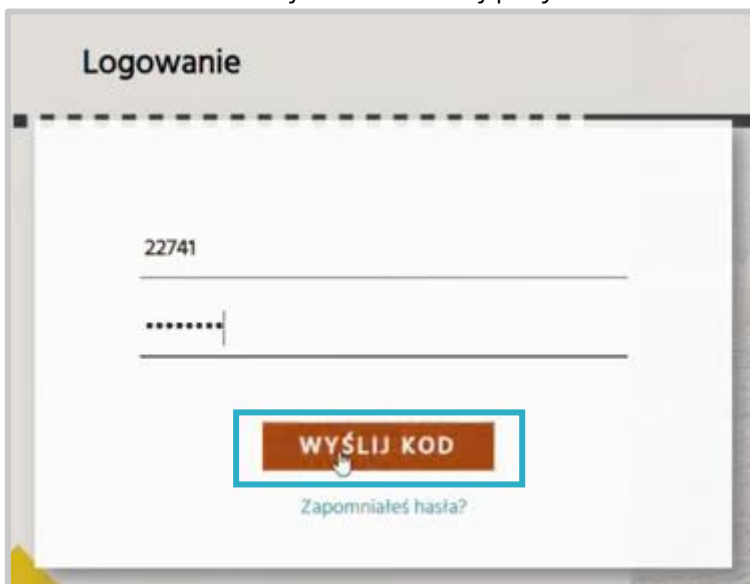 Logowanie
22741
••••••••
WYŚLIJ KOD
Zapomniałeś hasła?